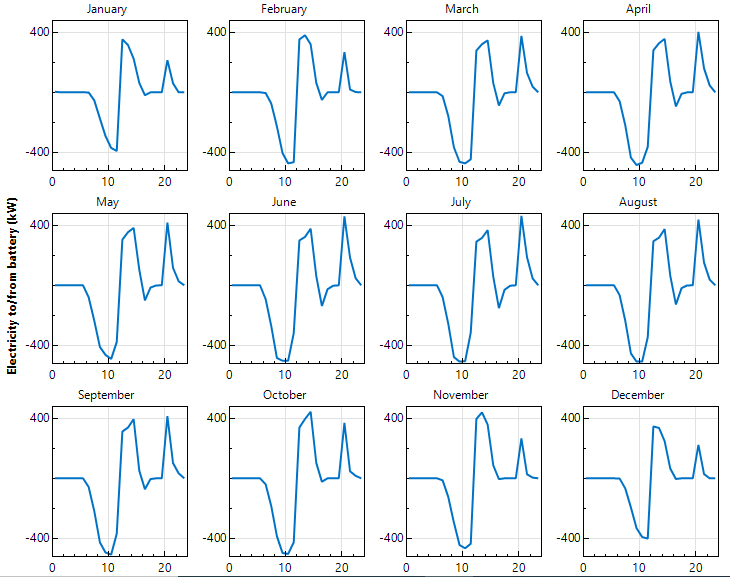 January February March April
400 400 400 400
-400 -400 -400 -400
0 10 20 0 10 20 0 10 20 0 10 20
May June July August
400 400 400 400
Electricity to/from battery (kW)
-400 -400 -400 -400
0 10 20 0 10 20 0 10 20 0 10 20
September October November December
400 400 400 400
-400 -400 -400 -400
0 10 20 0 10 20 0 10 20 0 10 20